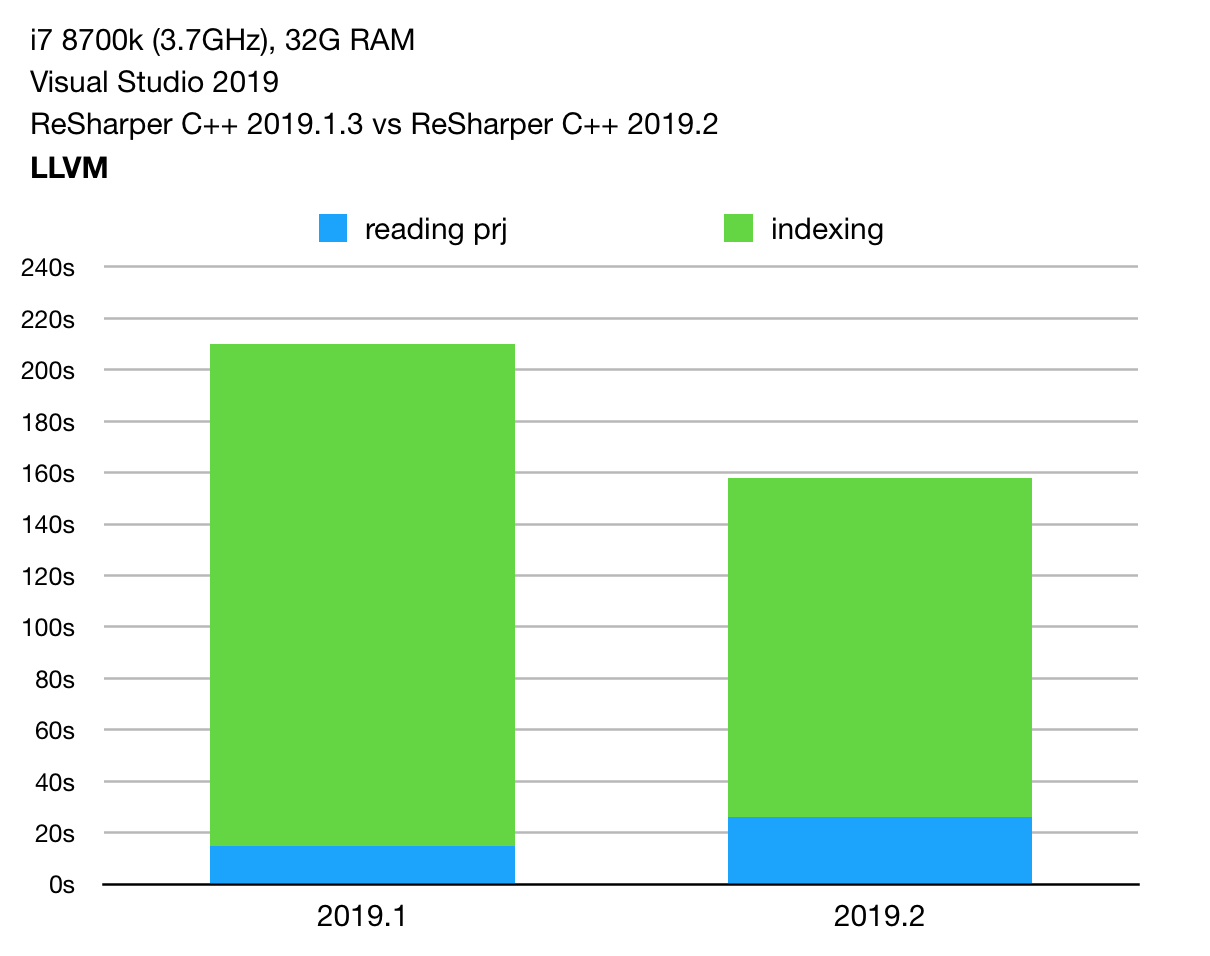 i7 8700k (3.7GHz), 32G RAM
Visual Studio 2019
ReSharper C++ 2019.1.3 vs ReSharper C++ 2019.2
LLVM
reading prj
indexing
240s
220s
200s
180s
160s
140s
120s
100s
80s
60s
40s
20s
0s
2019.1
2019.2